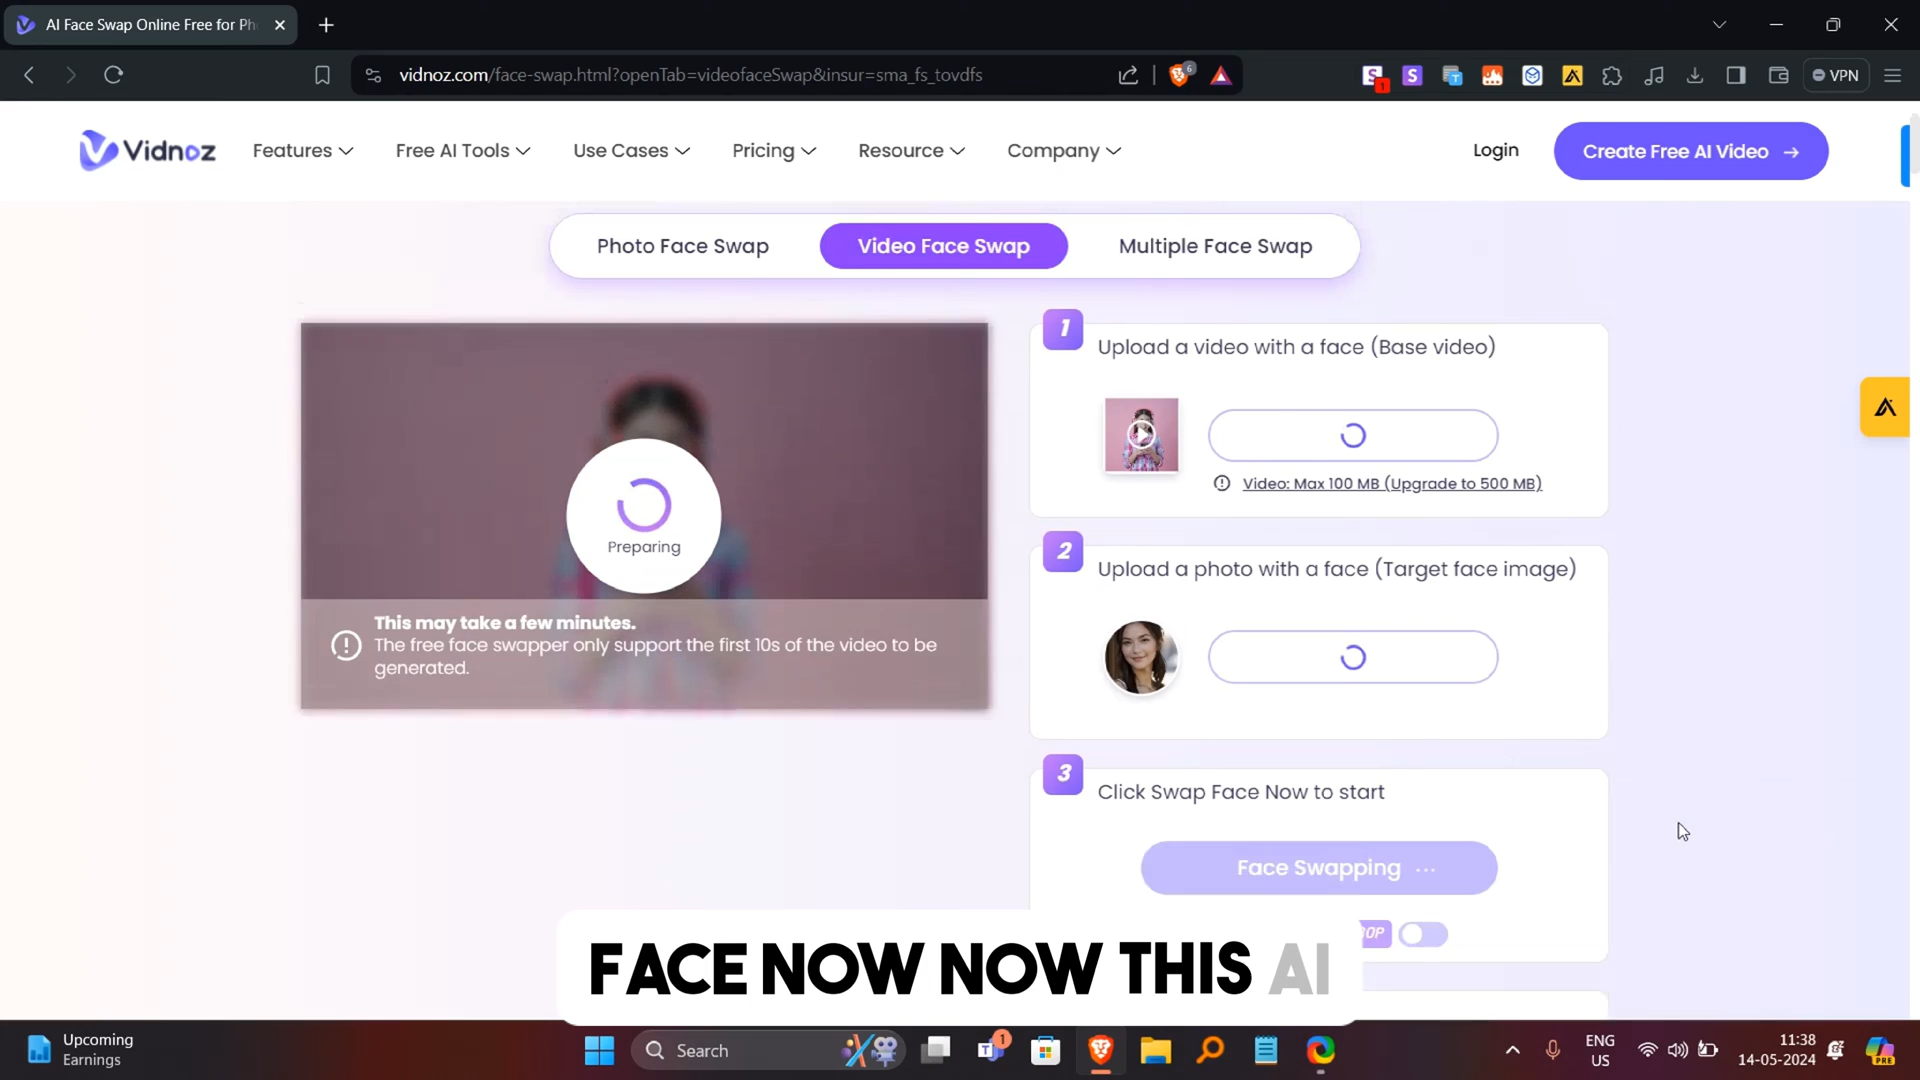 AI Face Swap Online Free for Ph
vidnoz.com/face-swap.html?openTab=videofaceSwap&insur=sma_fs_tovdfs
6
S
1
S
T
VPN
Vidnoz
Features
Free AI Tools
Use Cases
Pricing
Resource
Company
Login
Create Free AI Video →
Photo Face Swap
Video Face Swap
Multiple Face Swap
Preparing
This may take a few minutes.
The free face swapper only support the first 10s of the video to be
generated.
1
Upload a video with a face (Base video)
Video: Max 100 MB (Upgrade to 500 MB)
2
Upload a photo with a face (Target face image)
3
Click Swap Face Now to start
Face Swapping ...
FACE NOW NOW THIS AI
Upcoming
Earnings
Search
T
1
ENG
US
11:38
14-05-2024
PRE